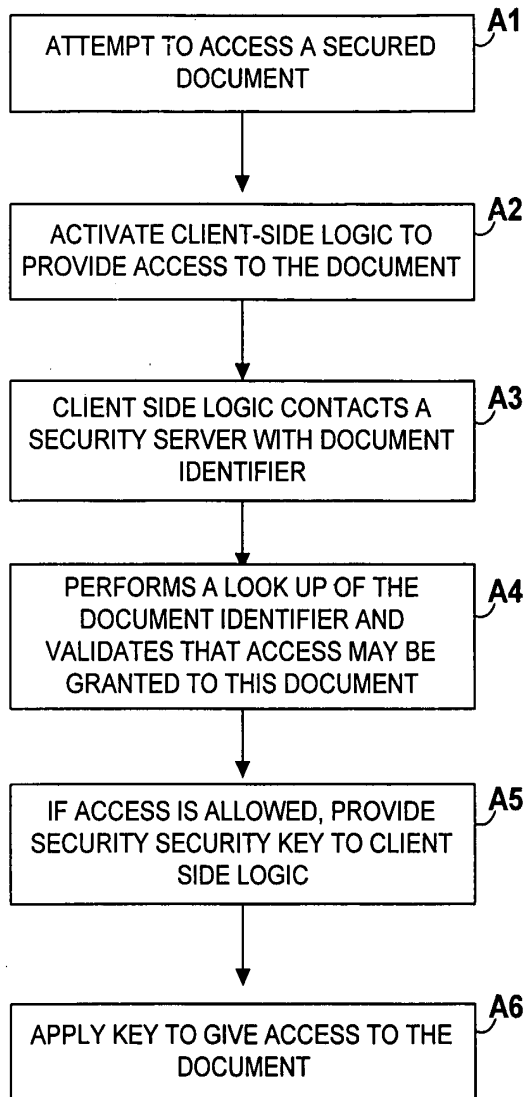 A1
ATTEMPT TO ACCESS A SECURED
DOCUMENT
A2
ACTIVATE CLIENT-SIDE LOGIC TO
PROVIDE ACCESS TO THE DOCUMENT
A3
CLIENT SIDE LOGIC CONTACTS A
SECURITY SERVER WITH DOCUMENT
IDENTIFIER
A4
PERFORMS A LOOK UP OF THE
DOCUMENT IDENTIFIER AND
VALIDATES THAT ACCESS MAY BE
GRANTED TO THIS DOCUMENT
A5
IF ACCESS IS ALLOWED, PROVIDE
SECURITY SECURITY KEY TO CLIENT
SIDE LOGIC
A6
APPLY KEY TO GIVE ACCESS TO THE
DOCUMENT